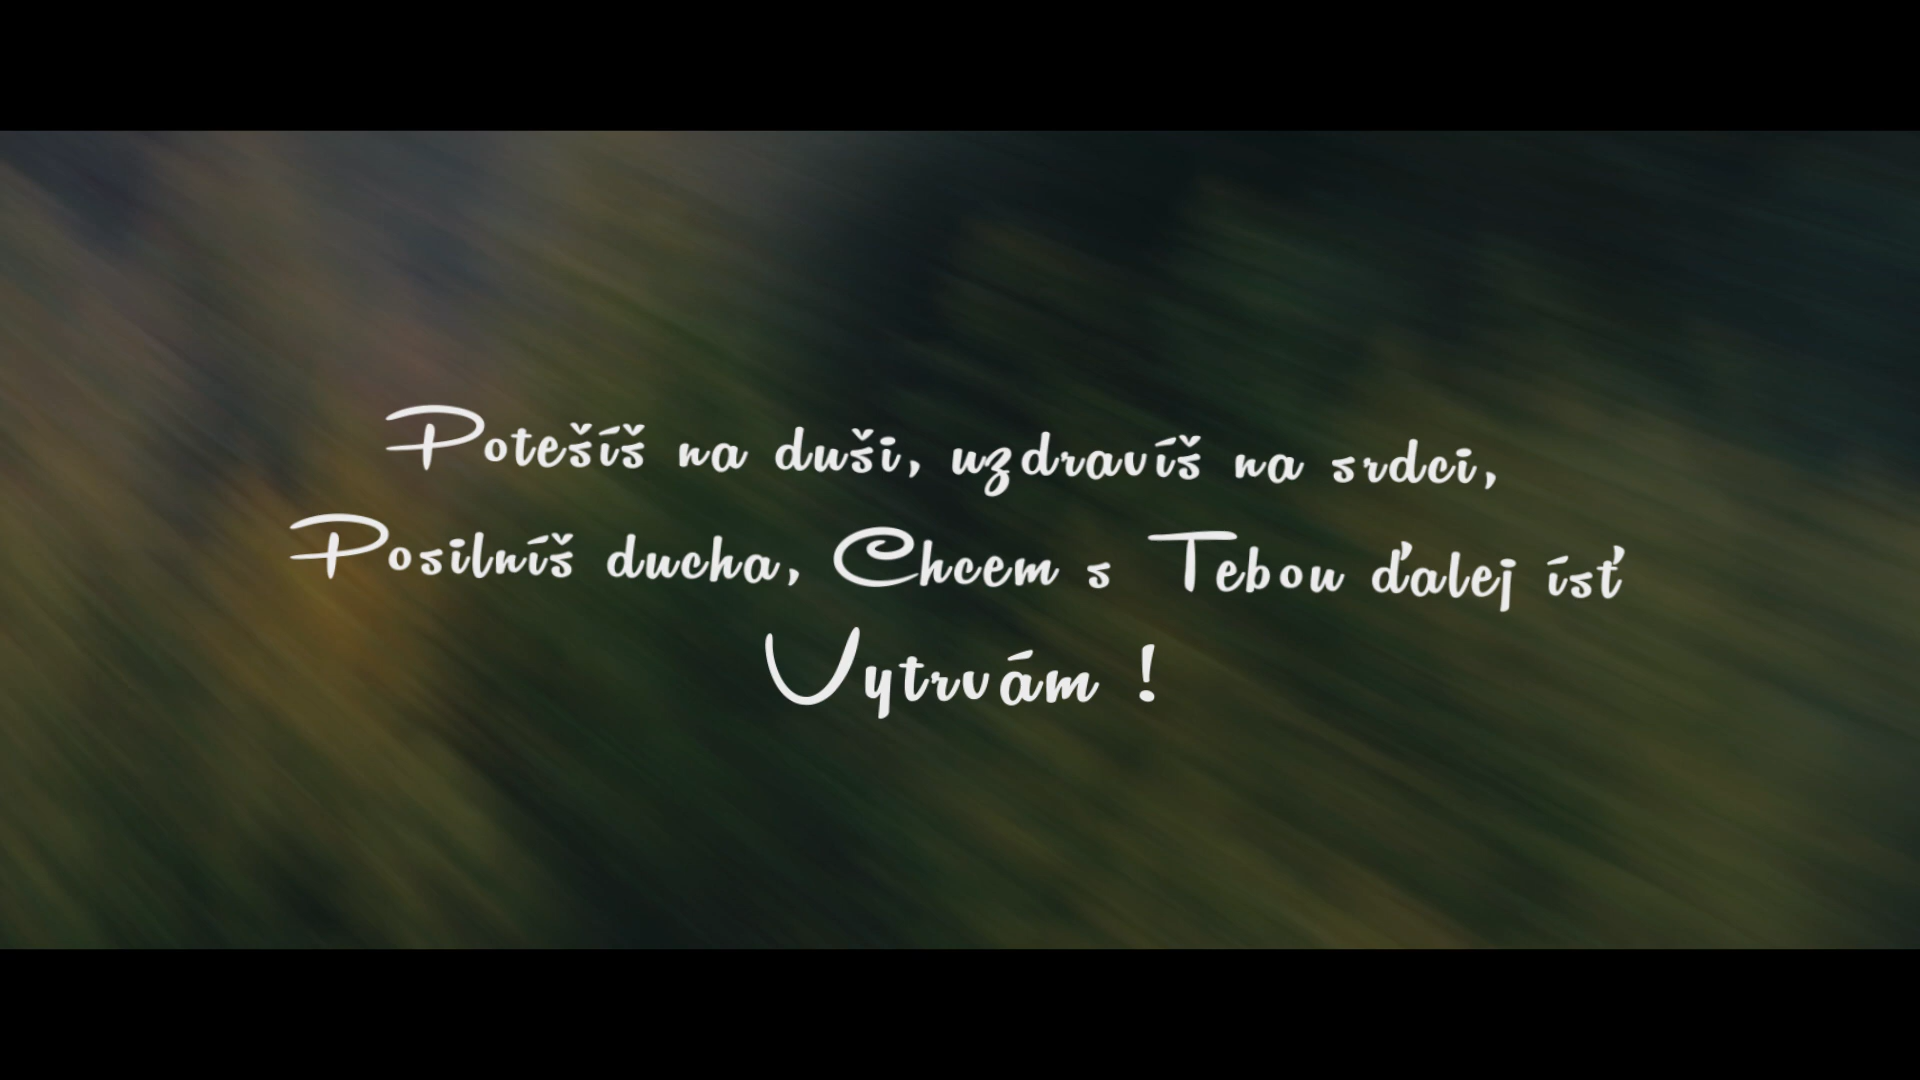 Potešíš na duši, uzdravíš na srdci,
Posilníš ducha, Chcem s Tebou ďalej ísť
Vytrvám !